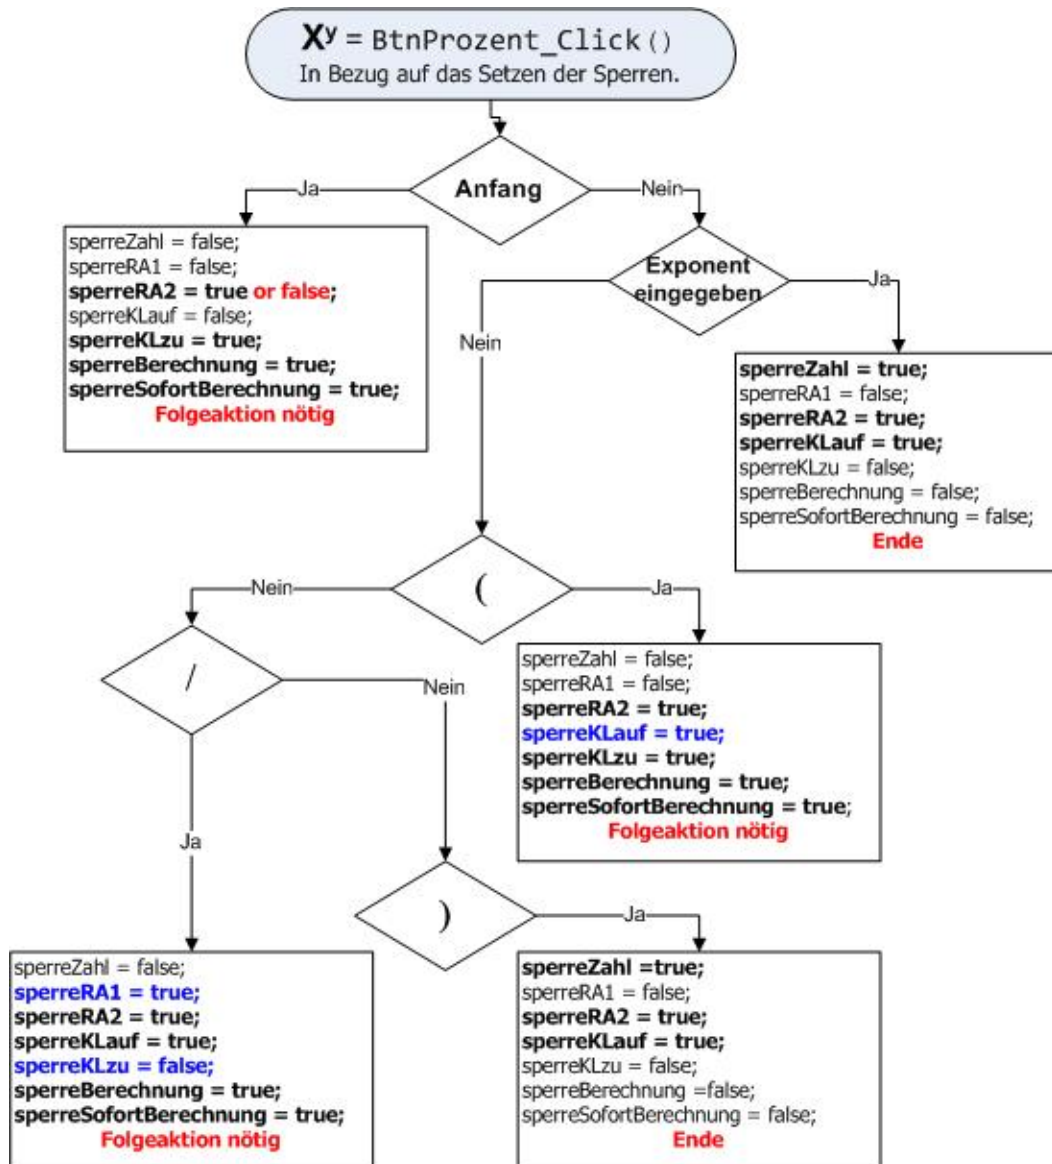 Xʸ = BtnProzent_Click()
In Bezug auf das Setzen der Sperren.
Anfang
Ja
Nein
sperreZahl = false;
sperreRA1 = false;
sperreRA2 = true or false;
sperreKLauf = false;
sperreKLzu = true;
sperreBerechnung = true;
sperreSofortBerechnung = true;
Folgeaktion nötig
Exponent
eingegeben
Ja
Nein
sperreZahl = true;
sperreRA1 = false;
sperreRA2 = true;
sperreKLauf = true;
sperreKLzu = false;
sperreBerechnung = false;
sperreSofortBerechnung = false;
Ende
(
Nein
Ja
sperreZahl = false;
sperreRA1 = false;
sperreRA2 = true;
sperreKLauf = true;
sperreKLzu = true;
sperreBerechnung = true;
sperreSofortBerechnung = true;
Folgeaktion nötig
/
Nein
Ja
)
Ja
sperreZahl = false;
sperreRA1 = true;
sperreRA2 = true;
sperreKLauf = true;
sperreKLzu = false;
sperreBerechnung = true;
sperreSofortBerechnung = true;
Folgeaktion nötig
sperreZahl =true;
sperreRA1 = false;
sperreRA2 = true;
sperreKLauf = true;
sperreKLzu = false;
sperreBerechnung =false;
sperreSofortBerechnung = false;
Ende